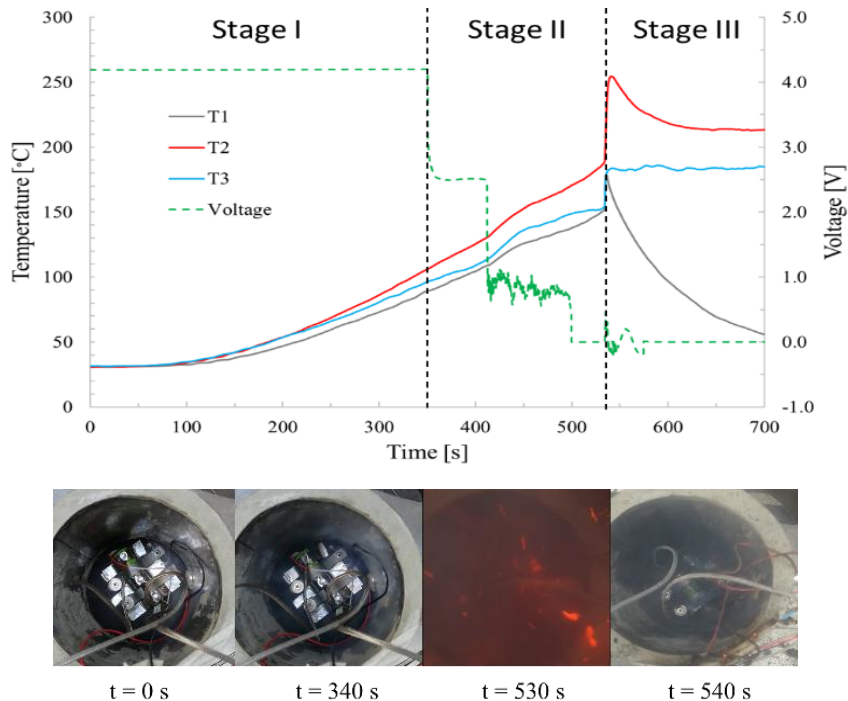 Stage I Stage II Stage III
Temperature [°C]
300
250
200
150
100
50
0
T1
T2
T3
Voltage
5.0
4.0
3.0
2.0
1.0
0.0
-1.0
Voltage [V]
0 100 200 300 400 500 600 700
Time [s]
t = 0 s t = 340 s t = 530 s t = 540 s